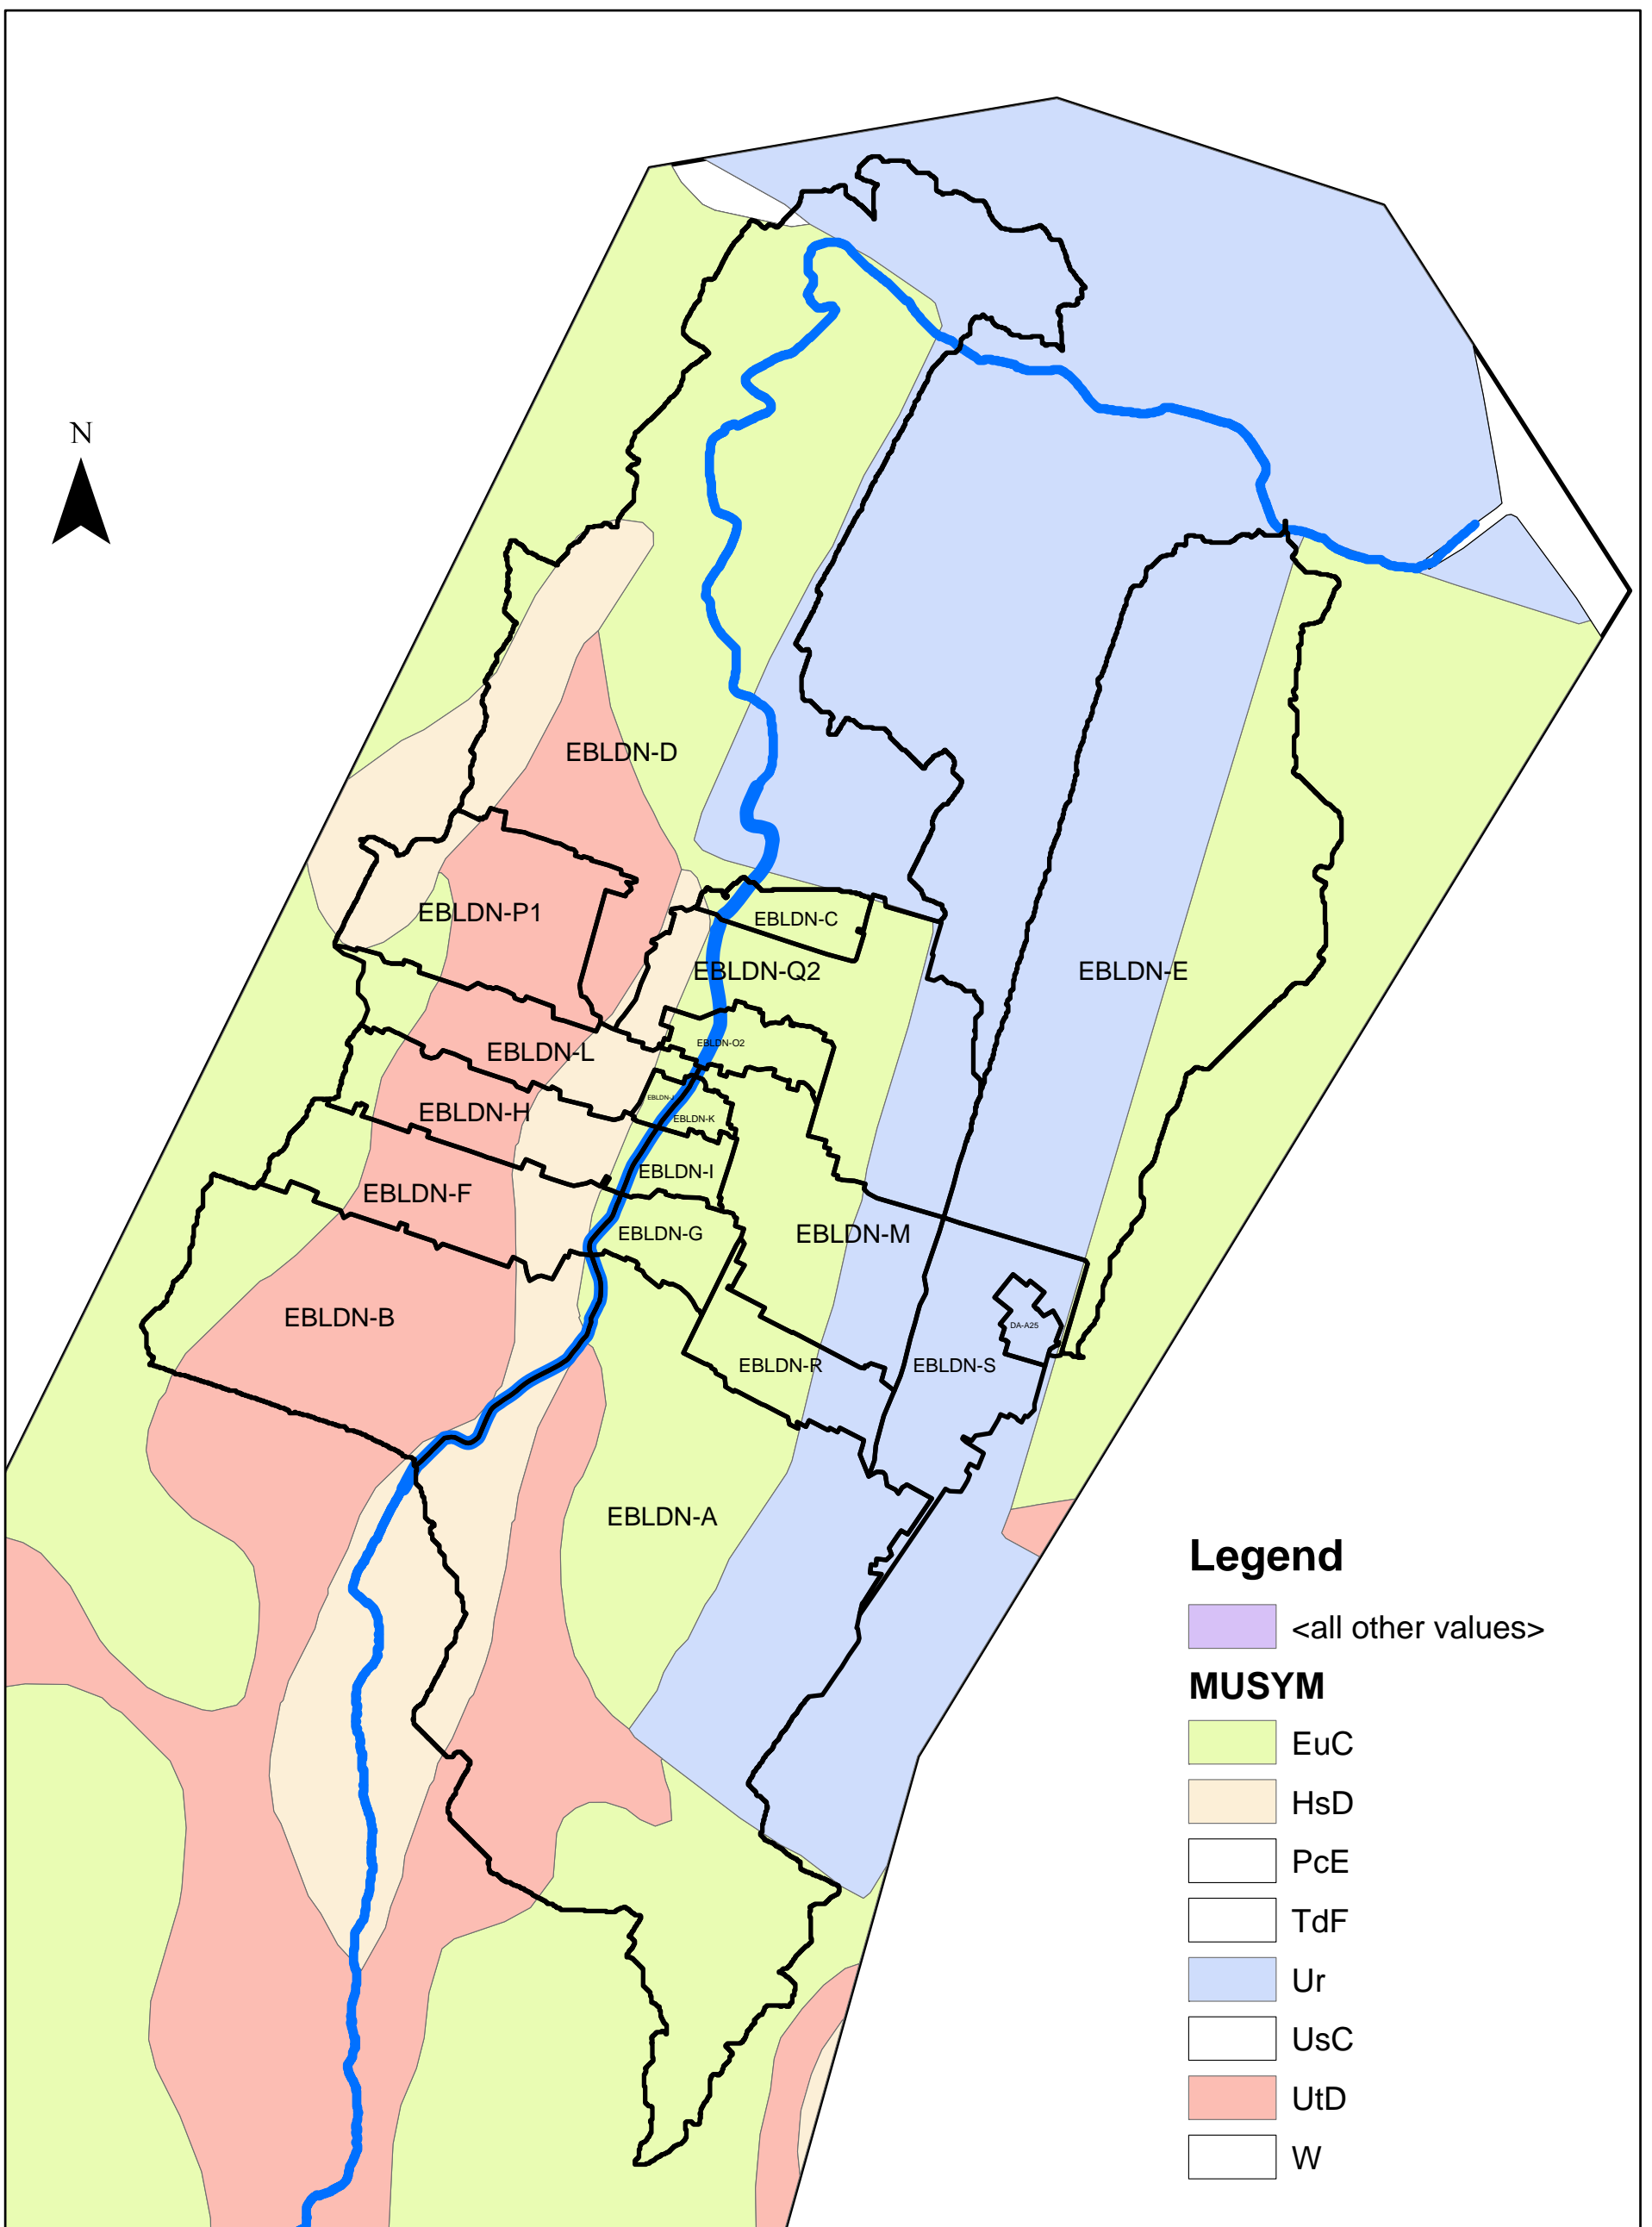 N
EBLDN-D
EBLDN-P1
EBLDN-C
EBLDN-Q2
EBLDN-E
EBLDN-O2
EBLDN-L
EBLDN-H
EBLDN-K
EBLDN-I
EBLDN-F
EBLDN-G
EBLDN-M
EBLDN-B
DA-A25
EBLDN-R
EBLDN-S
EBLDN-A
Legend
<all other values>
MUSYM
EuC
HsD
PcE
TdF
Ur
UsC
UtD
W